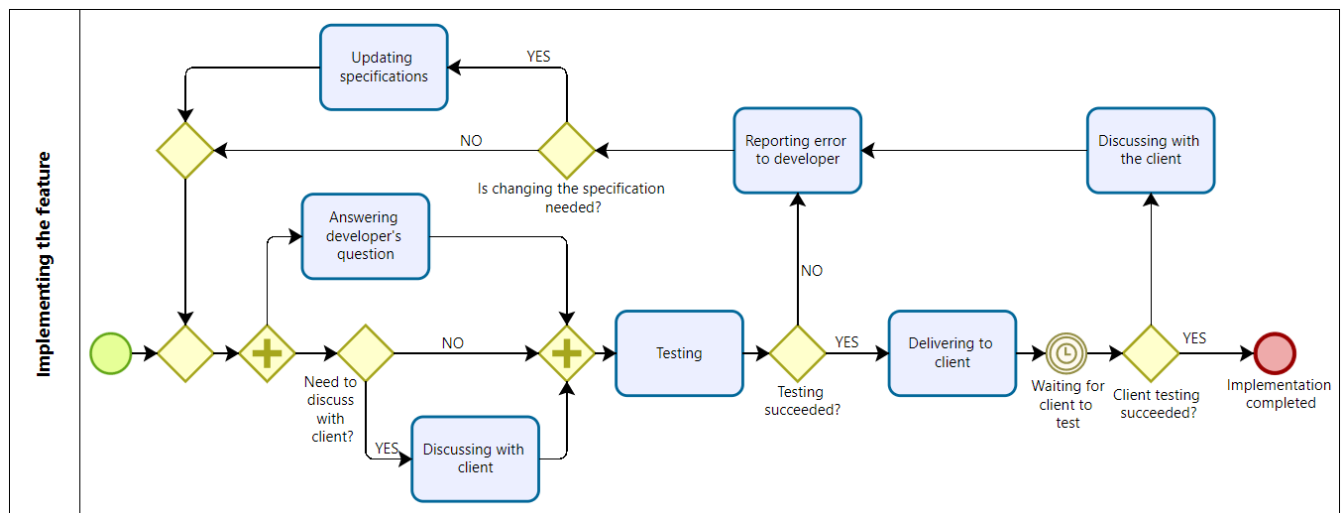 Implementing the feature
Updating
specifications
YES
NO
Is changing the specification
needed?
Reporting error
to developer
Discussing with
the client
Answering
developer's
question
NO
Need to
discuss
with
client?
YES
Discussing with
client
Testing
NO
Testing
succeeded?
YES
Delivering to
client
Waiting for
client to
test
Client testing
succeeded?
YES
Implementation
completed